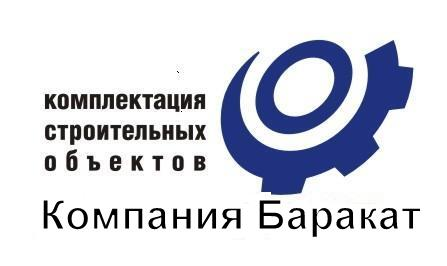 комплектация
строительных
объектов
Компания Баракат